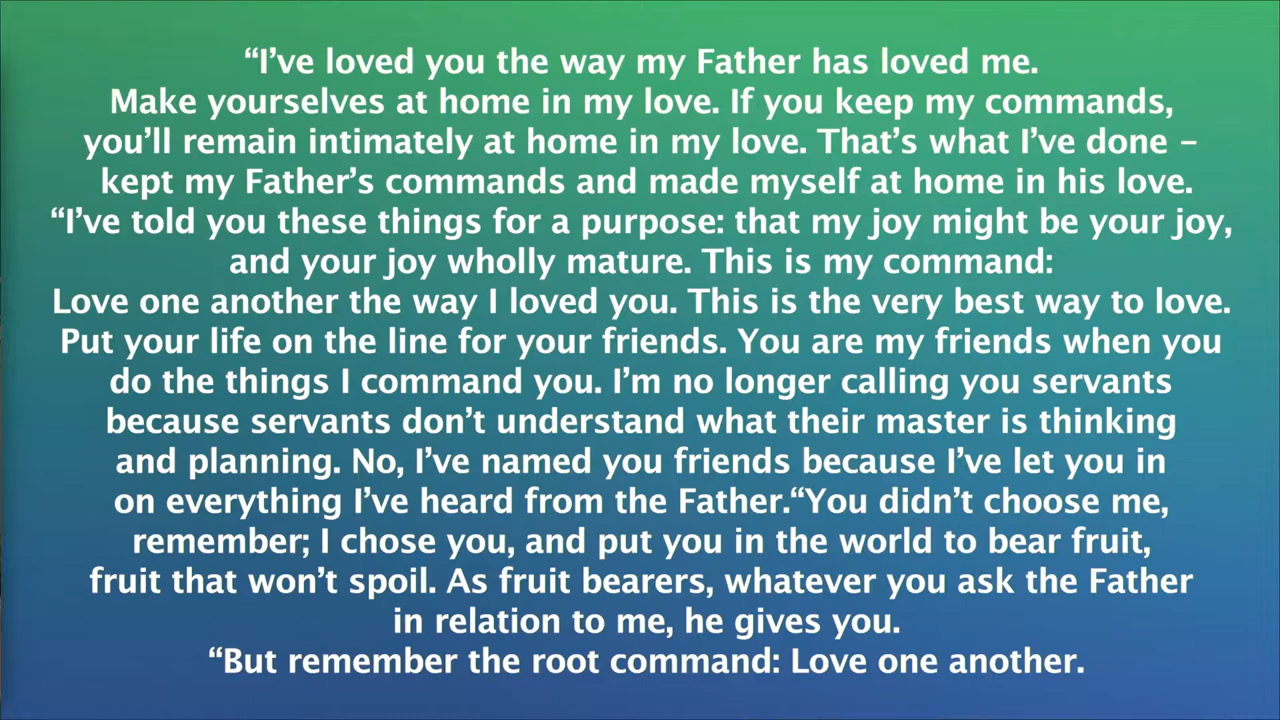 “I’ve loved you the way my Father has loved me.
Make yourselves at home in my love. If you keep my commands,
you’ll remain intimately at home in my love. That’s what I’ve done –
kept my Father’s commands and made myself at home in his love.
“I’ve told you these things for a purpose: that my joy might be your joy,
and your joy wholly mature. This is my command:
Love one another the way I loved you. This is the very best way to love.
Put your life on the line for your friends. You are my friends when you
do the things I command you. I’m no longer calling you servants
because servants don’t understand what their master is thinking
and planning. No, I’ve named you friends because I’ve let you in
on everything I’ve heard from the Father.“You didn’t choose me,
remember; I chose you, and put you in the world to bear fruit,
fruit that won’t spoil. As fruit bearers, whatever you ask the Father
in relation to me, he gives you.
“But remember the root command: Love one another.